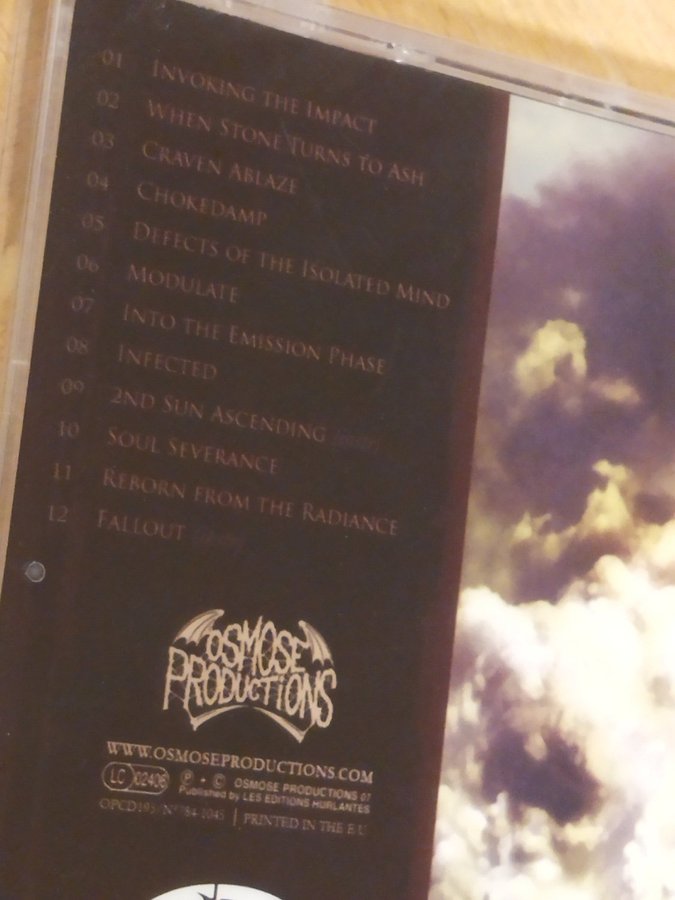 01 Invoking the Impact
02 When Stone Turns to Ash
03 Craven Ablaze
04 Chokedamp
05 Defects of the Isolated Mind
06 Modulate
07 Into the Emission Phase
08 Infected
09 2nd Sun Ascending
10 Soul Severance
11 Reborn from the Radiance
12 Fallout
OSMOSE
PRODUCTIONS
WWW.OSMOSEPRODUCTIONS.COM
LC 02406 ℗ + © OSMOSE PRODUCTIONS 07
Published by LES EDITIONS HURLANTES
OPCD195/N°784-1045 | PRINTED IN THE E.U.